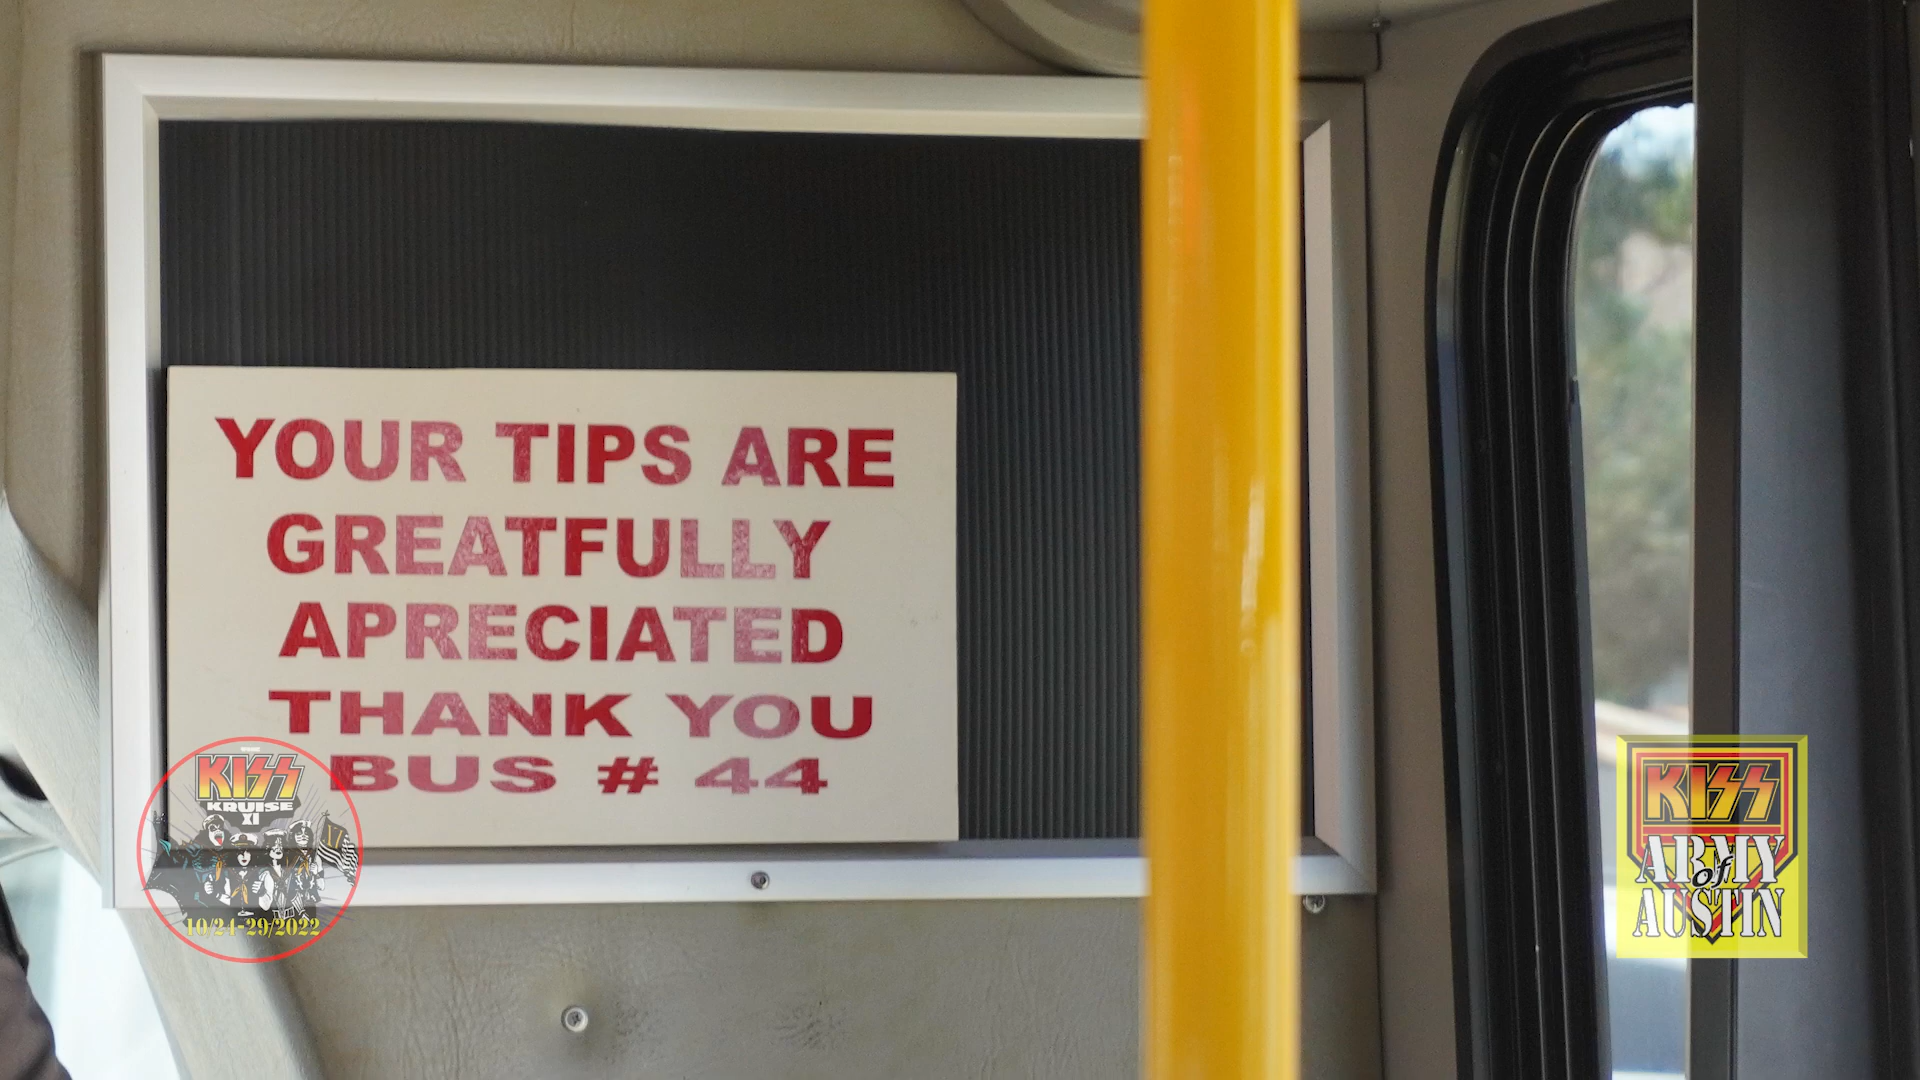 YOUR TIPS ARE
GREATFULLY
APRECIATED
THANK YOU
BUS # 44
KISS
KRUISE
XI
10/24-29/2022
KISS
ARMY
of
AUSTIN